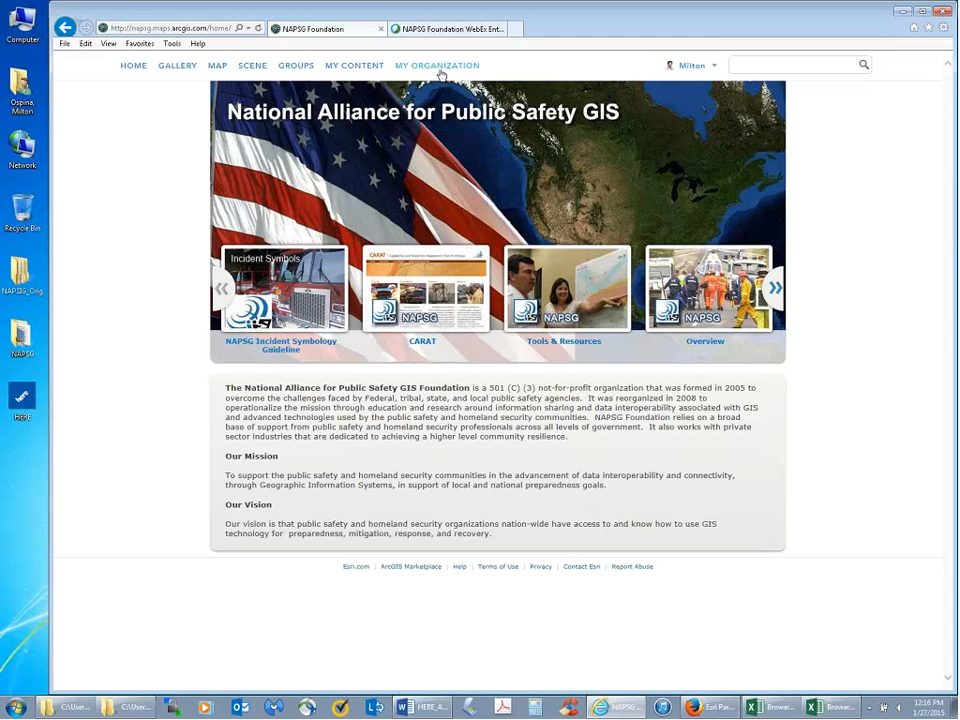 http://napsg.maps.arcgis.com/home/
NAPSG Foundation
NAPSG Foundation WebEx Ent...
File Edit View Favorites Tools Help
Computer
Ospina, Milton
Network
Recycle Bin
NAPSIG_Orig
NAPSG
HERE
HOME GALLERY MAP SCENE GROUPS MY CONTENT MY ORGANIZATION
Milton
National Alliance for Public Safety GIS
Incident Symbols
CARAT
NAPSG
NAPSG
NAPSG
NAPSG Incident Symbology
Guideline
CARAT
Tools & Resources
Overview
The National Alliance for Public Safety GIS Foundation is a 501 (C) (3) not-for-profit organization that was formed in 2005 to
overcome the challenges faced by Federal, tribal, state, and local public safety agencies. It was reorganized in 2008 to
operationalize the mission through education and research around information sharing and data interoperability associated with GIS
and advanced technologies used by the public safety and homeland security communities. NAPSG Foundation relies on a broad
base of support from public safety and homeland security professionals across all levels of government. It also works with private
sector industries that are dedicated to achieving a higher level community resilience.
Our Mission
To support the public safety and homeland security communities in the advancement of data interoperability and connectivity,
through Geographic Information Systems, in support of local and national preparedness goals.
Our Vision
Our vision is that public safety and homeland security organizations nation-wide have access to and know how to use GIS
technology for preparedness, mitigation, response, and recovery.
Esri.com | ArcGIS Marketplace | Help | Terms of Use | Privacy | Contact Esri | Report Abuse
C:\User...
C:\User...
HERE_A...
NAPSG ...
Esri Par...
Browar...
Browar...
12:16 PM
1/27/2015